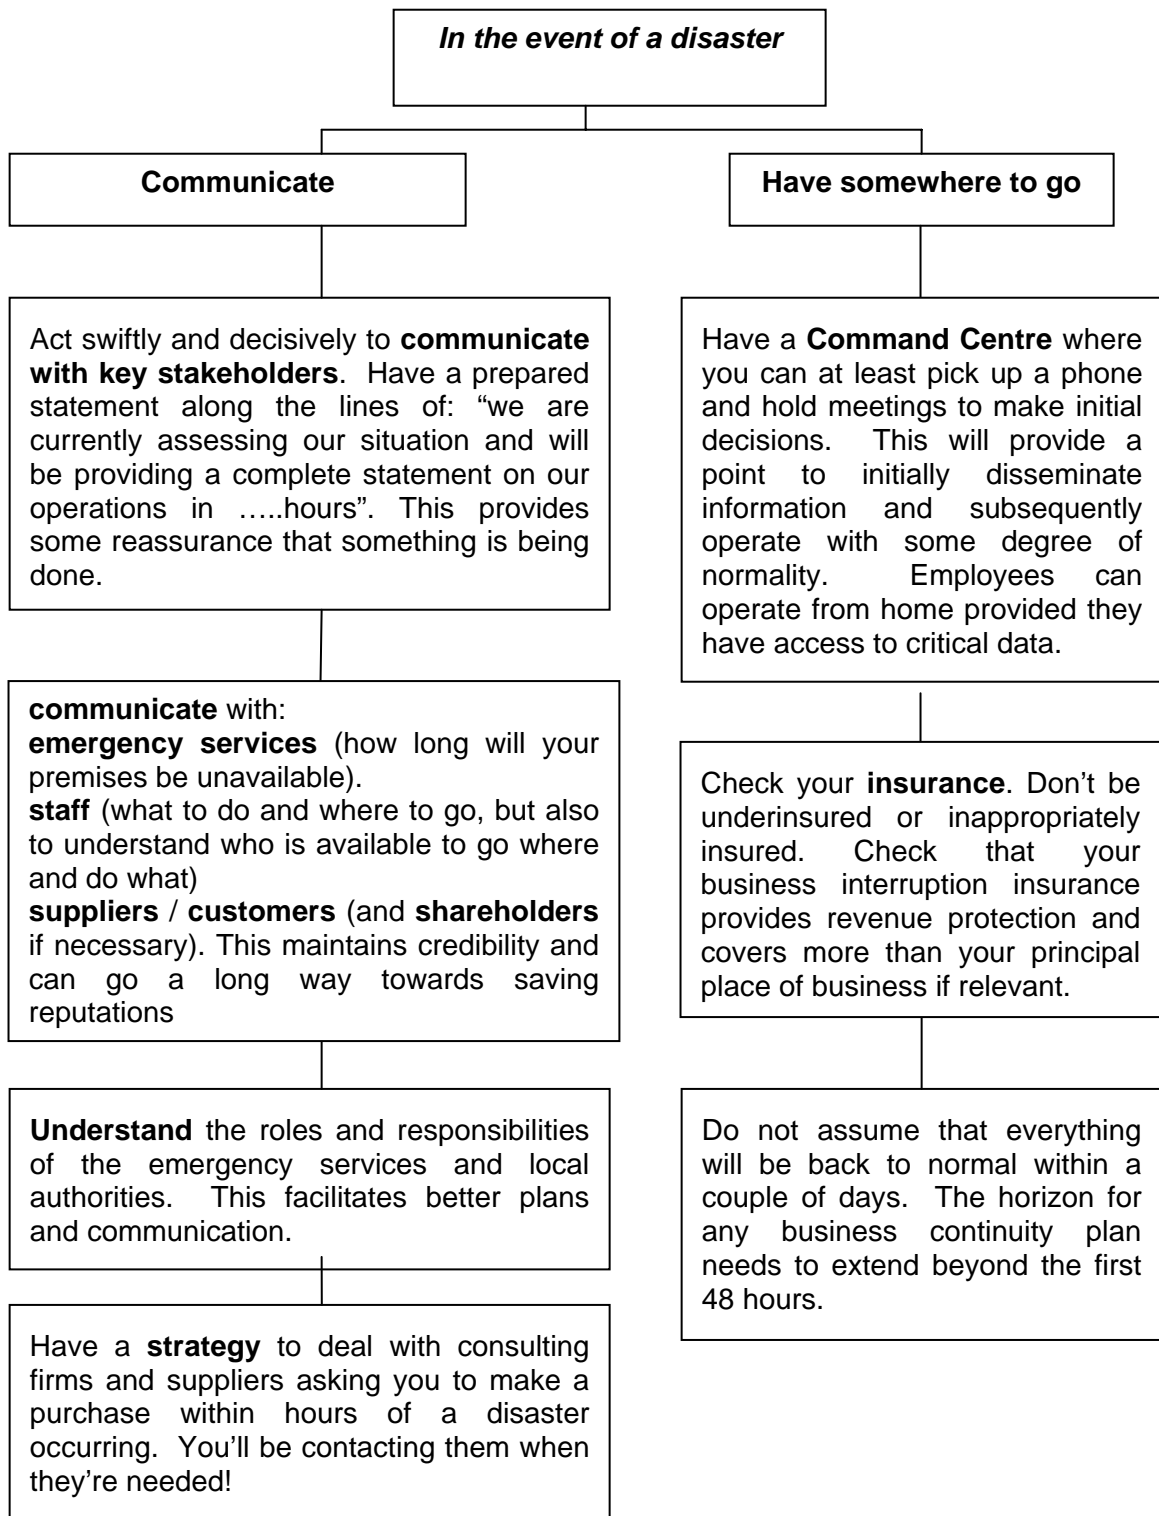 In the event of a disaster
Communicate
Act swiftly and decisively to communicate
with key stakeholders. Have a prepared
statement along the lines of: “we are
currently assessing our situation and will
be providing a complete statement on our
operations in …..hours”. This provides
some reassurance that something is being
done.
communicate with:
emergency services (how long will your
premises be unavailable).
staff (what to do and where to go, but also
to understand who is available to go where
and do what)
suppliers / customers (and shareholders
if necessary). This maintains credibility and
can go a long way towards saving
reputations
Understand the roles and responsibilities
of the emergency services and local
authorities. This facilitates better plans
and communication.
Have a strategy to deal with consulting
firms and suppliers asking you to make a
purchase within hours of a disaster
occurring. You’ll be contacting them when
they’re needed!
Have somewhere to go
Have a Command Centre where
you can at least pick up a phone
and hold meetings to make initial
decisions. This will provide a
point to initially disseminate
information and subsequently
operate with some degree of
normality. Employees can
operate from home provided they
have access to critical data.
Check your insurance. Don’t be
underinsured or inappropriately
insured. Check that your
business interruption insurance
provides revenue protection and
covers more than your principal
place of business if relevant.
Do not assume that everything
will be back to normal within a
couple of days. The horizon for
any business continuity plan
needs to extend beyond the first
48 hours.